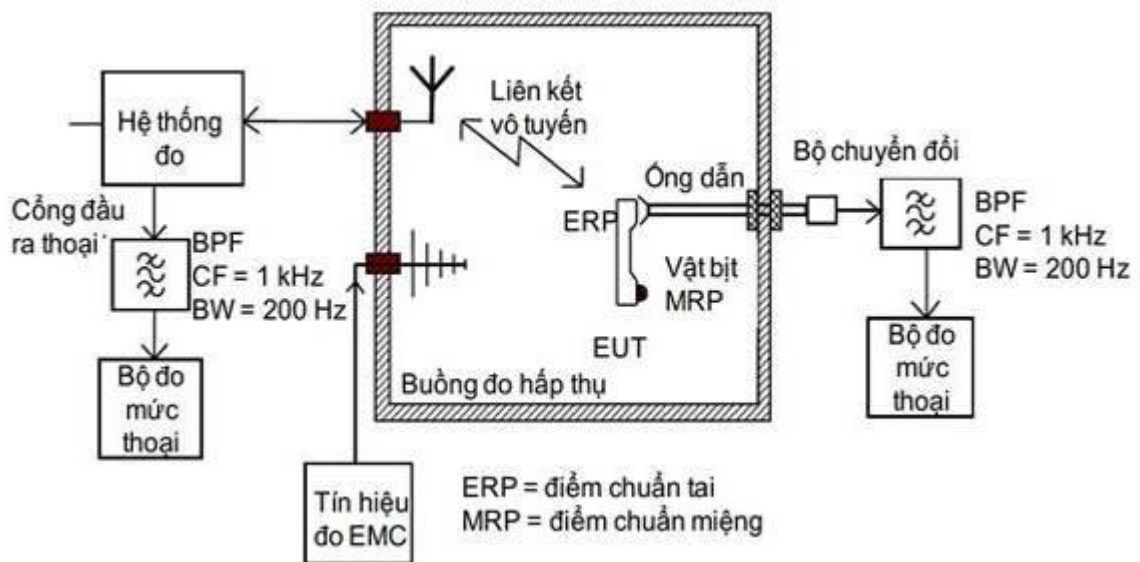 Hệ thống
đo
Liên kết
vô tuyến
Cổng đầu
ra thoại
BPF
CF = 1 kHz
BW = 200 Hz
Bộ đo
mức
thoại
Ống dẫn
ERP
Vật bịt
MRP
EUT
Buồng đo hấp thụ
Bộ chuyển đổi
BPF
CF = 1 kHz
BW = 200 Hz
Bộ đo
mức
thoại
Tín hiệu
đo EMC
ERP = điểm chuẩn tai
MRP = điểm chuẩn miệng